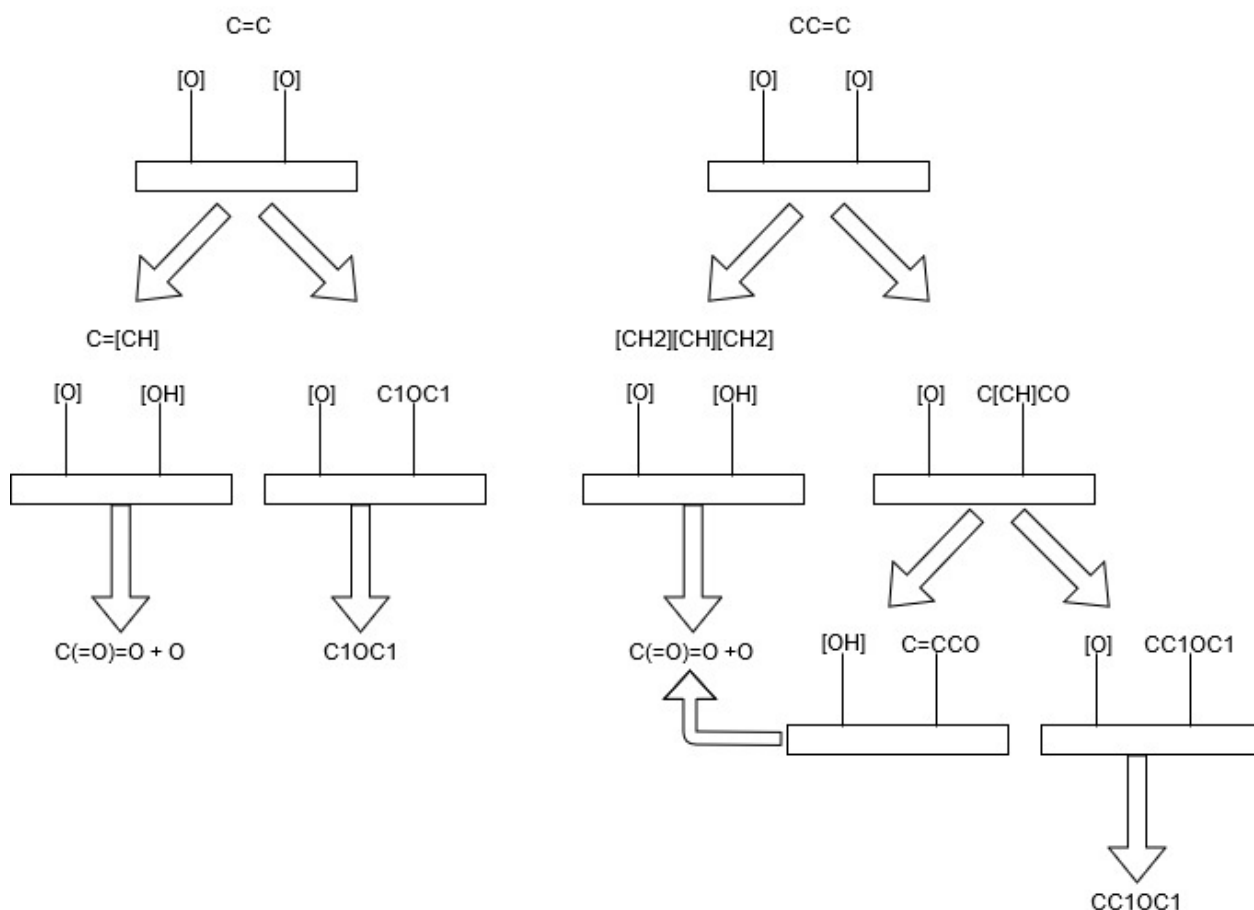 C=C CC=C
[O] [O] [O] [O]
C=[CH] [CH2][CH][CH2]
[O] [OH] [O] C1OC1 [O] [OH] [O] C[CH]CO
C(=O)=O + O C1OC1 C(=O)=O +O [OH] C=CCO [O] CC1OC1
CC1OC1